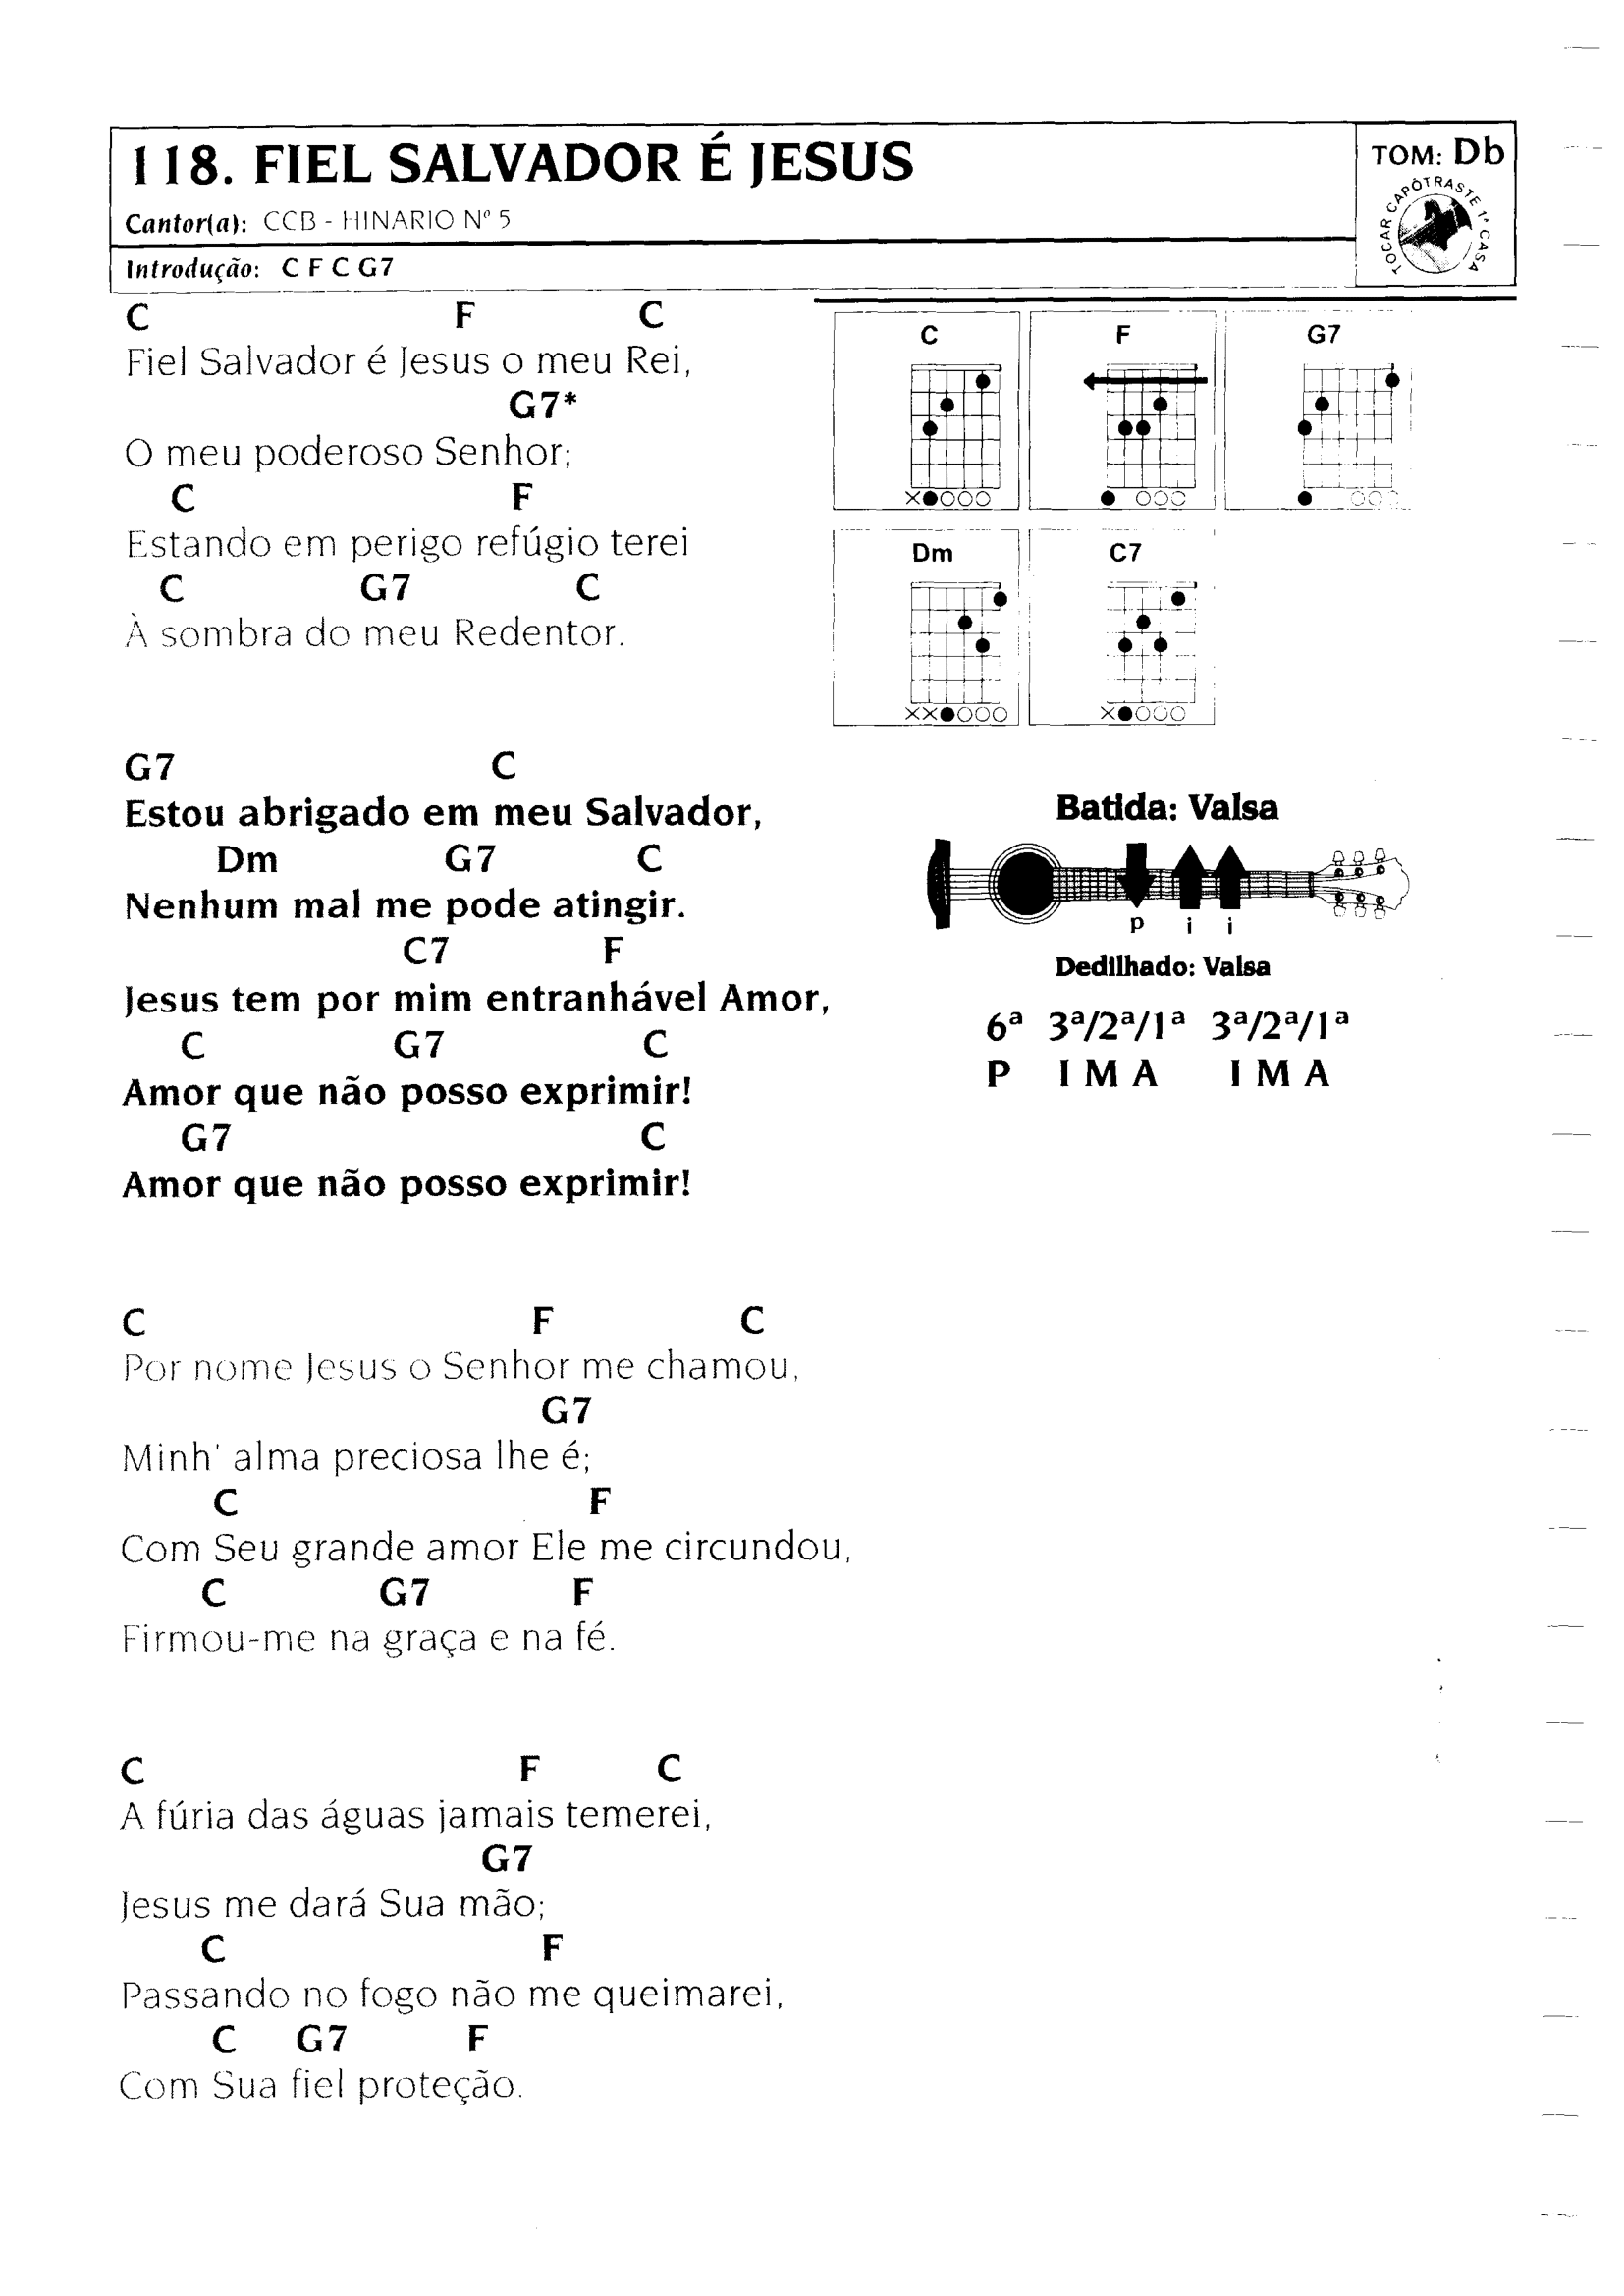 118. FIEL SALVADOR É JESUS
Cantor(a): CCB - HINARIO Nº 5
Introdução: C F C G7
TOM: Db
TOCAR CAPÔTRASTE 1ª CASA
C F C
Fiel Salvador é Jesus o meu Rei,
G7*
O meu poderoso Senhor;
C F
Estando em perigo refúgio terei
C G7 C
À sombra do meu Redentor.
G7 C
Estou abrigado em meu Salvador,
Dm G7 C
Nenhum mal me pode atingir.
C7 F
Jesus tem por mim entranhável Amor,
C G7 C
Amor que não posso exprimir!
G7 C
Amor que não posso exprimir!
C F C
Por nome Jesus o Senhor me chamou,
G7
Minh' alma preciosa lhe é;
C F
Com Seu grande amor Ele me circundou,
C G7 F
Firmou-me na graça e na fé.
C F C
A fúria das águas jamais temerei,
G7
Jesus me dará Sua mão;
C F
Passando no fogo não me queimarei,
C G7 F
Com Sua fiel proteção.
C F G7
Dm C7
Batida: Valsa
p i i
Dedilhado: Valsa
6ª 3ª/2ª/1ª 3ª/2ª/1ª
P I M A I M A